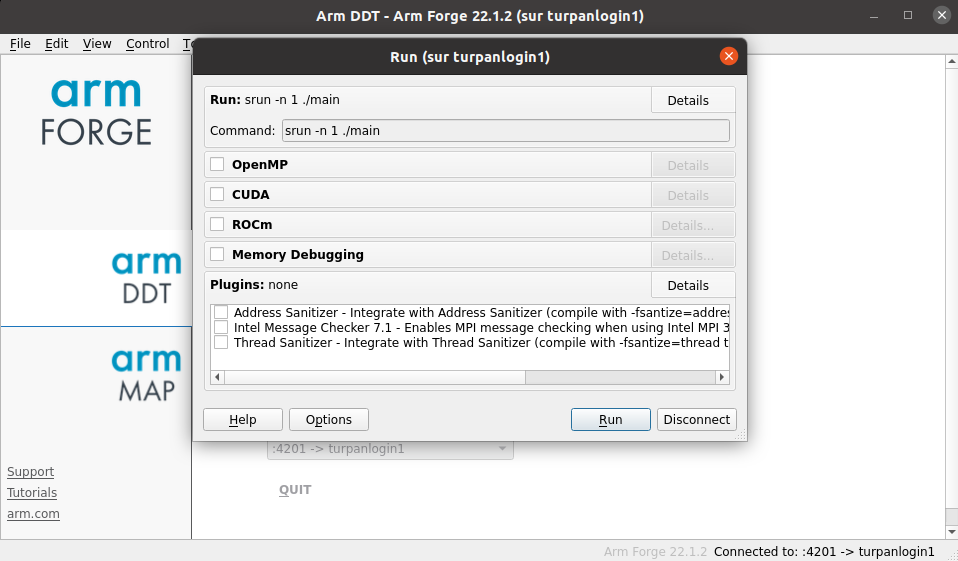 Arm DDT - Arm Forge 22.1.2 (sur turpanlogin1)
File Edit View Control
Run (sur turpanlogin1)
arm
FORGE
arm
DDT
arm
MAP
Support
Tutorials
arm.com
Run: srun -n 1 ./main
Details
Command: srun -n 1 ./main
OpenMP Details
CUDA Details
ROCm Details...
Memory Debugging Details...
Plugins: none Details
Address Sanitizer - Integrate with Address Sanitizer (compile with -fsantize=addres
Intel Message Checker 7.1 - Enables MPI message checking when using Intel MPI 3
Thread Sanitizer - Integrate with Thread Sanitizer (compile with -fsantize=thread t
Help Options Run Disconnect
:4201 -> turpanlogin1
QUIT
Arm Forge 22.1.2 Connected to: :4201 -> turpanlogin1